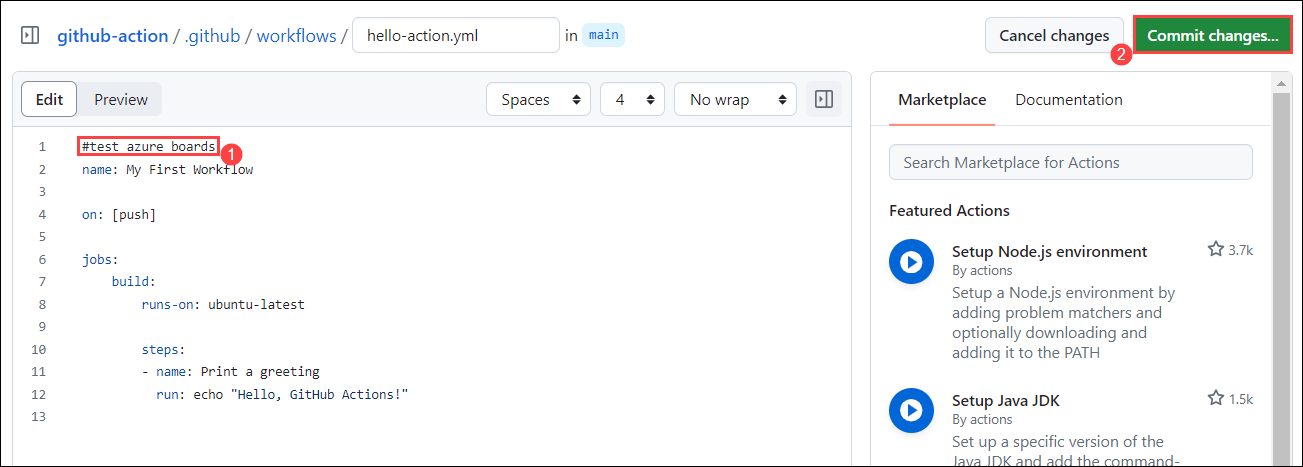 github-action / .github / workflows / hello-action.yml in main
Cancel changes
2
Commit changes...
Edit
Preview
Spaces
4
No wrap
1 #test azure boards
1
2 name: My First Workflow
3
4 on: [push]
5
6 jobs:
7 build:
8 runs-on: ubuntu-latest
9
10 steps:
11 - name: Print a greeting
12 run: echo "Hello, GitHub Actions!"
13
Marketplace
Documentation
Search Marketplace for Actions
Featured Actions
Setup Node.js environment
3.7k
By actions
Setup a Node.js environment by
adding problem matchers and
optionally downloading and
adding it to the PATH
Setup Java JDK
1.5k
By actions
Set up a specific version of the
Java JDK and add the command-